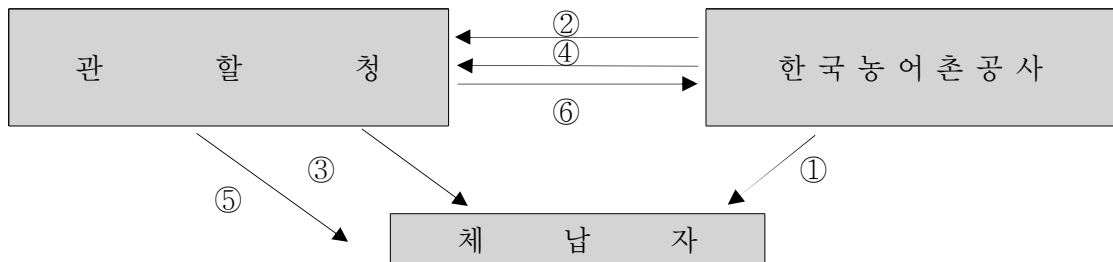 ②
관 할 청 ④ 한국농어촌공사
⑥
⑤ ③ ①
체 납 자